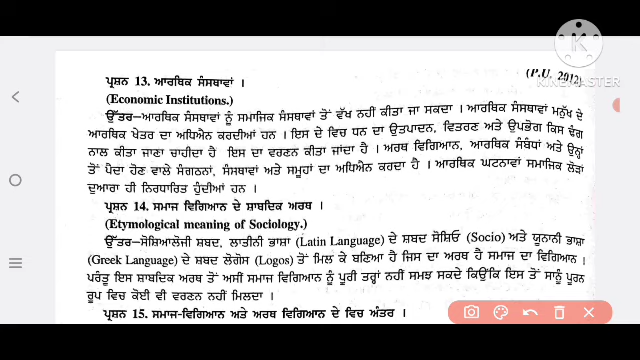 ਪ੍ਰਸ਼ਨ 13. ਆਰਥਿਕ ਸੰਸਥਾਵਾਂ ।
(P.U. 2012)
KINEMASTER
(Economic Institutions.)
ਉੱਤਰ—ਆਰਥਿਕ ਸੰਸਥਾਵਾਂ ਨੂੰ ਸਮਾਜਿਕ ਸੰਸਥਾਵਾਂ ਤੋਂ ਵੱਖ ਨਹੀਂ ਕੀਤਾ ਜਾ ਸਕਦਾ । ਆਰਥਿਕ ਸੰਸਥਾਵਾਂ ਮਨੁੱਖ ਦੇ
ਆਰਥਿਕ ਖੇਤਰ ਦਾ ਅਧਿਐਨ ਕਰਦੀਆਂ ਹਨ । ਇਸ ਦੇ ਵਿਚ ਧਨ ਦਾ ਉਤਪਾਦਨ, ਵਿਤਰਣ ਅਤੇ ਉਪਭੋਗ ਕਿਸ ਢੰਗ
ਨਾਲ ਕੀਤਾ ਜਾਣਾ ਚਾਹੀਦਾ ਹੈ ਇਸ ਦਾ ਵਰਣਨ ਕੀਤਾ ਜਾਂਦਾ ਹੈ । ਅਰਥ ਵਿਗਿਆਨ, ਆਰਥਿਕ ਸੰਬੰਧਾਂ ਅਤੇ ਉਨ੍ਹਾਂ
ਤੋਂ ਪੈਦਾ ਹੋਣ ਵਾਲੇ ਸੰਗਠਨਾਂ, ਸੰਸਥਾਵਾਂ ਅਤੇ ਸਮੂਹਾਂ ਦਾ ਅਧਿਐਨ ਕਰਦਾ ਹੈ । ਆਰਥਿਕ ਘਟਨਾਵਾਂ ਸਮਾਜਿਕ ਲੋੜਾਂ
ਦੁਆਰਾ ਹੀ ਨਿਰਧਾਰਿਤ ਹੁੰਦੀਆਂ ਹਨ ।
ਪ੍ਰਸ਼ਨ 14. ਸਮਾਜ ਵਿਗਿਆਨ ਦੇ ਸ਼ਾਬਦਿਕ ਅਰਥ ।
(Etymological meaning of Sociology.)
ਉੱਤਰ—ਸੋਸ਼ਿਆਲੋਜੀ ਸ਼ਬਦ, ਲਾਤੀਨੀ ਭਾਸ਼ਾ (Latin Language) ਦੇ ਸ਼ਬਦ ਸੋਸ਼ਿਓ (Socio) ਅਤੇ ਯੂਨਾਨੀ ਭਾਸ਼ਾ
(Greek Language) ਦੇ ਸ਼ਬਦ ਲੋਗੋਸ (Logos) ਤੋਂ ਮਿਲ ਕੇ ਬਣਿਆ ਹੈ ਜਿਸ ਦਾ ਅਰਥ ਹੈ ਸਮਾਜ ਦਾ ਵਿਗਿਆਨ ।
ਪਰੰਤੂ ਇਸ ਸ਼ਾਬਦਿਕ ਅਰਥ ਤੋਂ ਅਸੀਂ ਸਮਾਜ ਵਿਗਿਆਨ ਨੂੰ ਪੂਰੀ ਤਰ੍ਹਾਂ ਨਹੀਂ ਸਮਝ ਸਕਦੇ ਕਿਉਂਕਿ ਇਸ ਤੋਂ ਸਾਨੂੰ ਪੂਰਨ
ਰੂਪ ਵਿਚ ਕੋਈ ਵੀ ਵਰਣਨ ਨਹੀਂ ਮਿਲਦਾ ।
ਪ੍ਰਸ਼ਨ 15. ਸਮਾਜ-ਵਿਗਿਆਨ ਅਤੇ ਅਰਥ ਵਿਗਿਆਨ ਦੇ ਵਿਚ ਅੰਤਰ ।